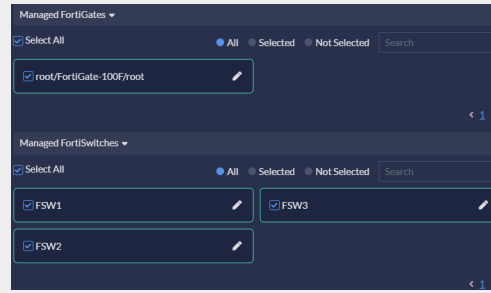 Managed FortiGates
Select All All Selected Not Selected Search
root/FortiGate-100F/root
< 1
Managed FortiSwitches
Select All All Selected Not Selected Search
FSW1 FSW3
FSW2
< 1